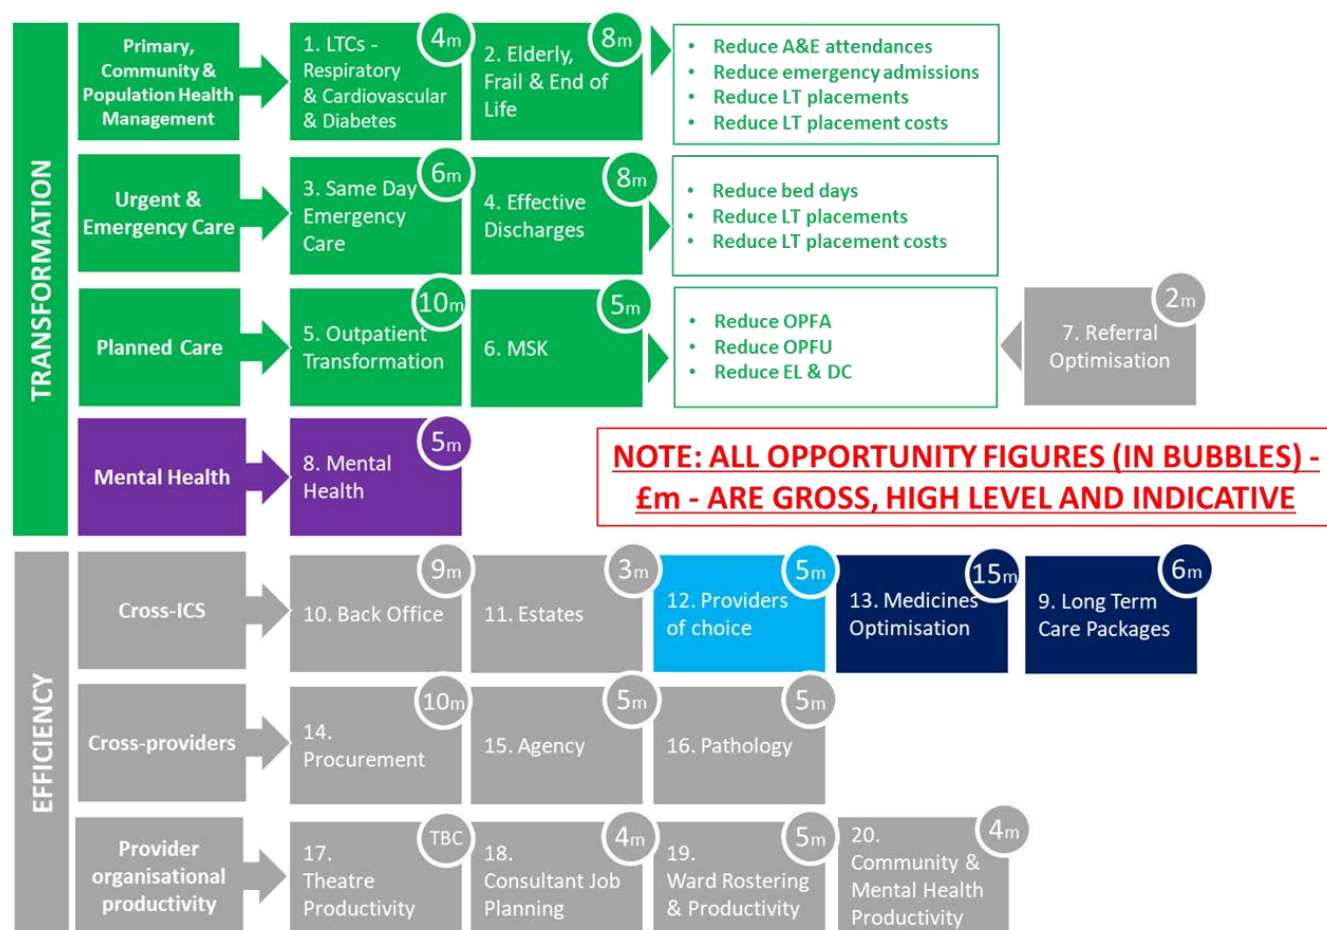 TRANSFORMATION
Primary,
Community &
Population Health
Management
1. LTCs -
Respiratory
& Cardiovascular
& Diabetes
4m
2. Elderly,
Frail & End of
Life
8m
• Reduce A&E attendances
• Reduce emergency admissions
• Reduce LT placements
• Reduce LT placement costs
Urgent &
Emergency Care
3. Same Day
Emergency
Care
6m
4. Effective
Discharges
8m
• Reduce bed days
• Reduce LT placements
• Reduce LT placement costs
Planned Care
5. Outpatient
Transformation
10m
6. MSK
5m
• Reduce OPFA
• Reduce OPFU
• Reduce EL & DC
7. Referral
Optimisation
2m
Mental Health
8. Mental
Health
5m
NOTE: ALL OPPORTUNITY FIGURES (IN BUBBLES) -
£m - ARE GROSS, HIGH LEVEL AND INDICATIVE
EFFICIENCY
Cross-ICS
10. Back Office
9m
11. Estates
3m
12. Providers
of choice
5m
13. Medicines
Optimisation
15m
9. Long Term
Care Packages
6m
Cross-providers
14.
Procurement
10m
15. Agency
5m
16. Pathology
5m
Provider
organisational
productivity
17.
Theatre
Productivity
TBC
18.
Consultant Job
Planning
4m
19.
Ward Rostering
& Productivity
5m
20.
Community &
Mental Health
Productivity
4m